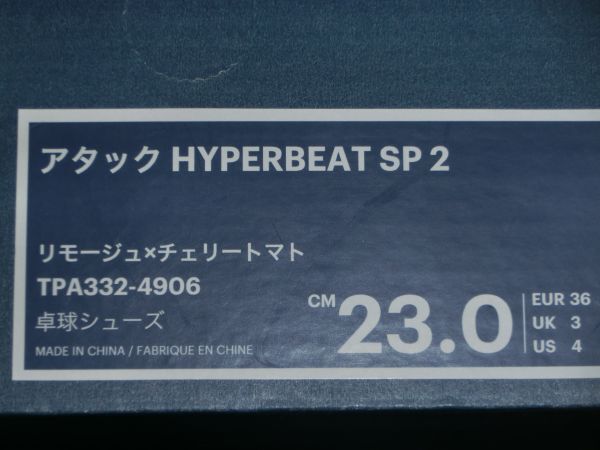 アタック HYPERBEAT SP 2
リモージュ×チェリートマト
TPA332-4906
卓球シューズ
MADE IN CHINA / FABRIQUE EN CHINE
CM 23.0
EUR 36
UK 3
US 4